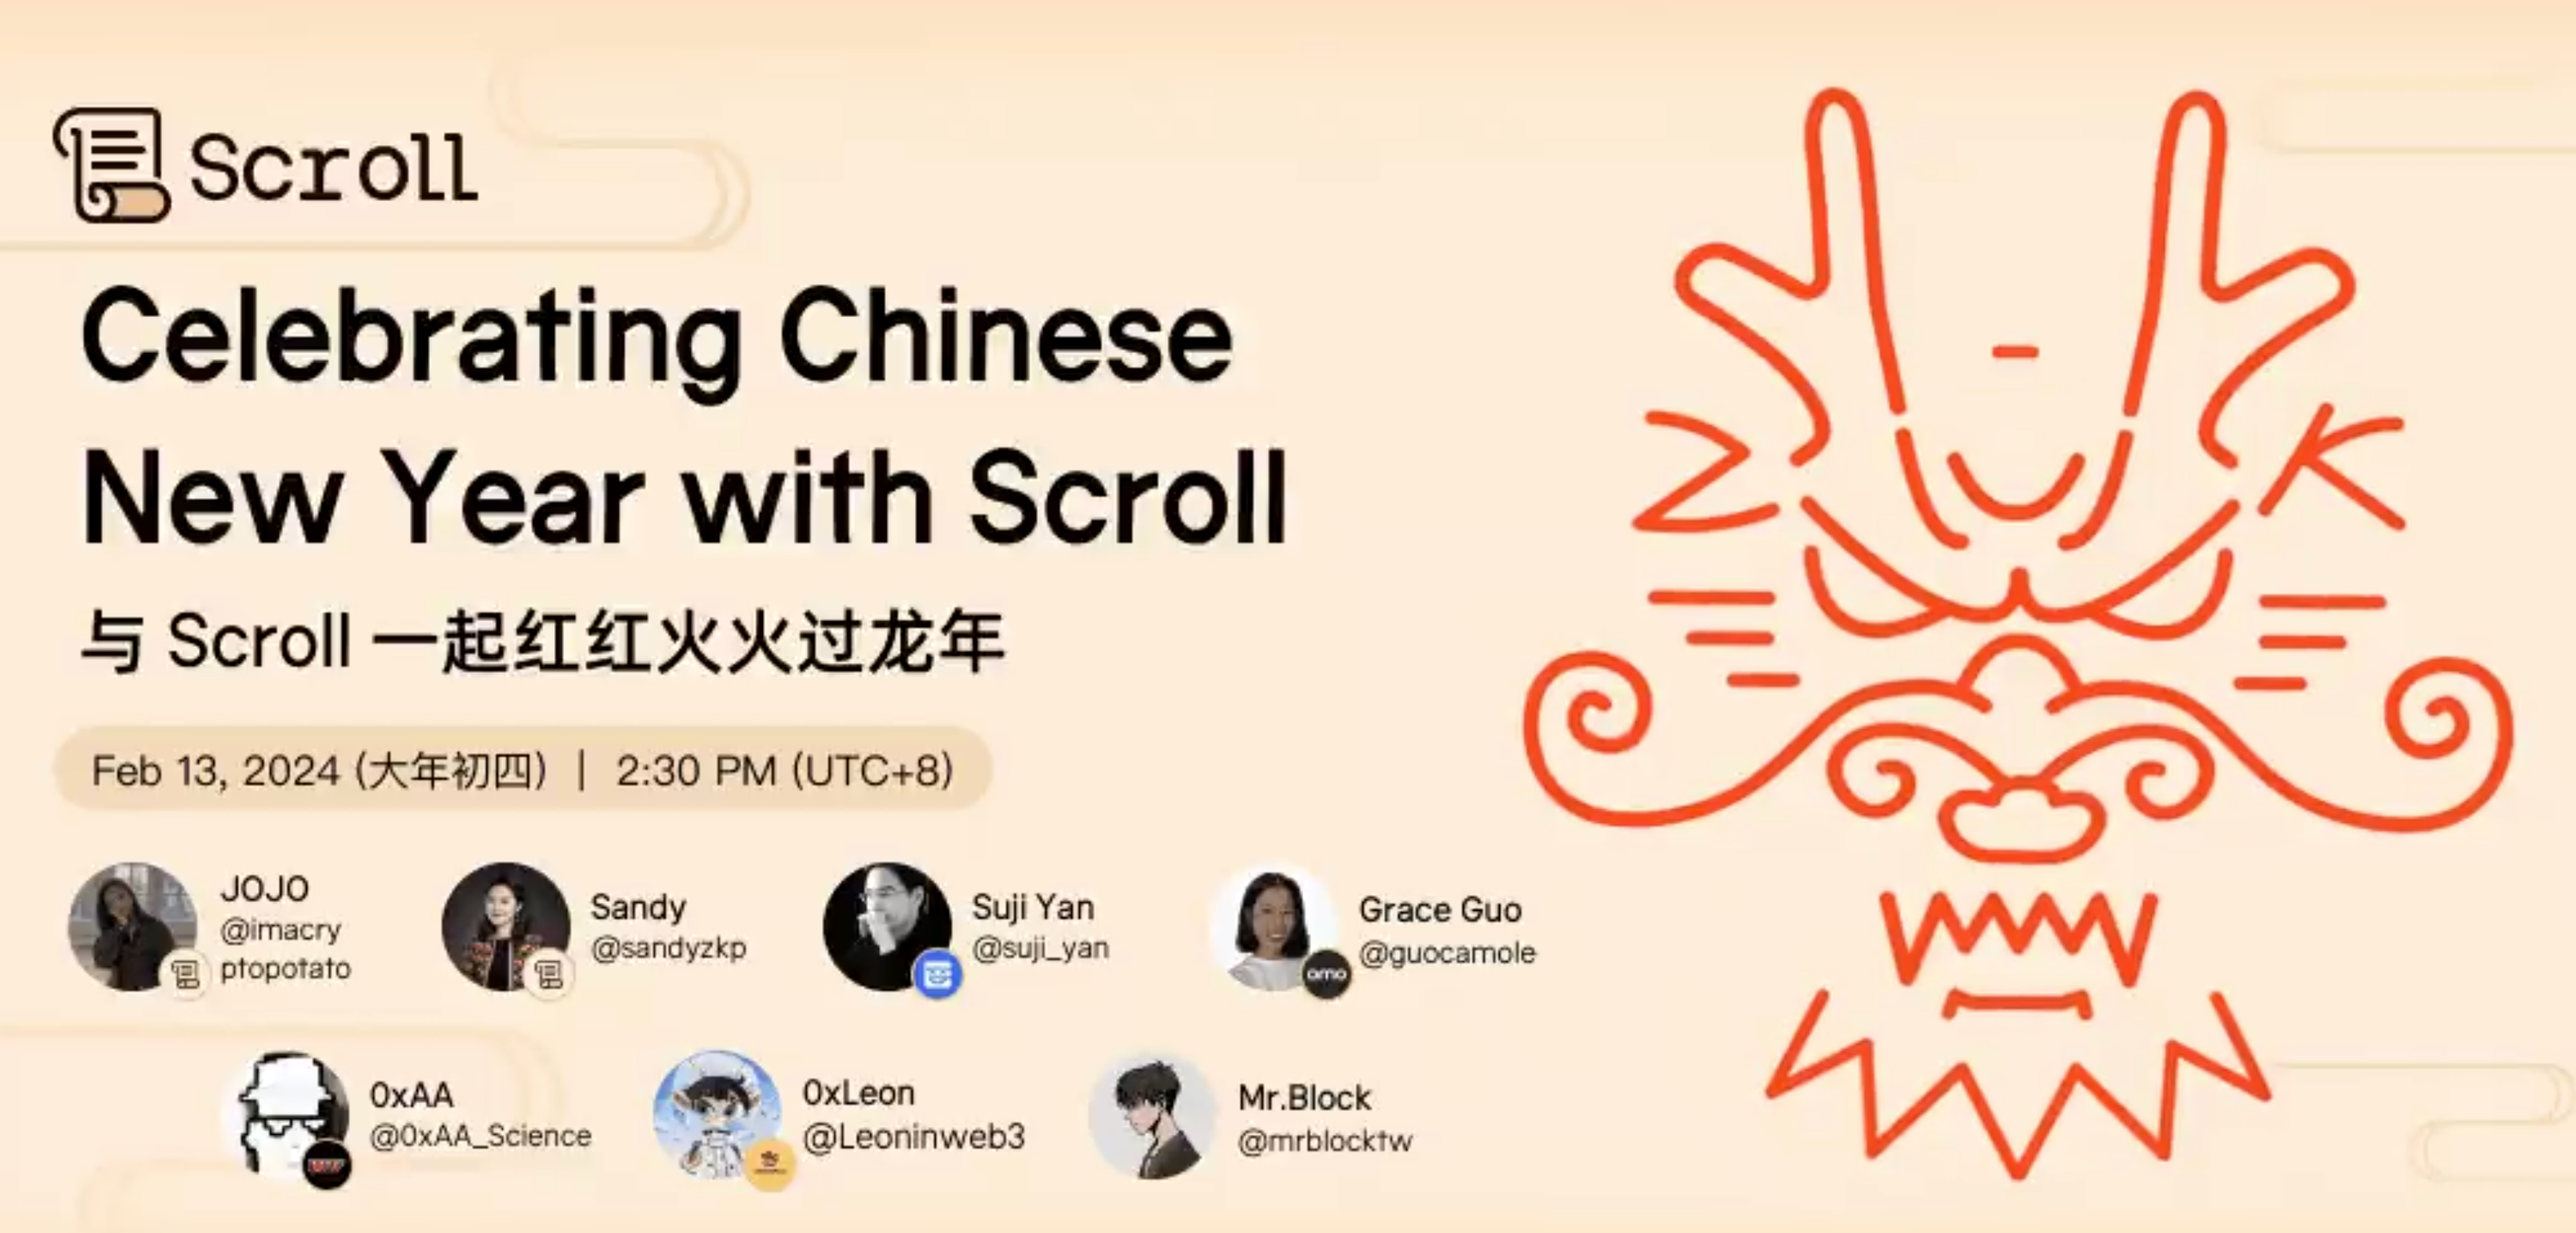 Scroll
Celebrating Chinese
New Year with Scroll
与 Scroll 一起红红火火过龙年
Feb 13, 2024 (大年初四) | 2:30 PM (UTC+8)
JOJO
@imacry
ptopotato
Sandy
@sandyzkp
Suji Yan
@suji_yan
Grace Guo
@guocamole
omo
0xAA
@0xAA_Science
WTF
0xLeon
@Leoninweb3
Mr.Block
@mrblocktw
Z K